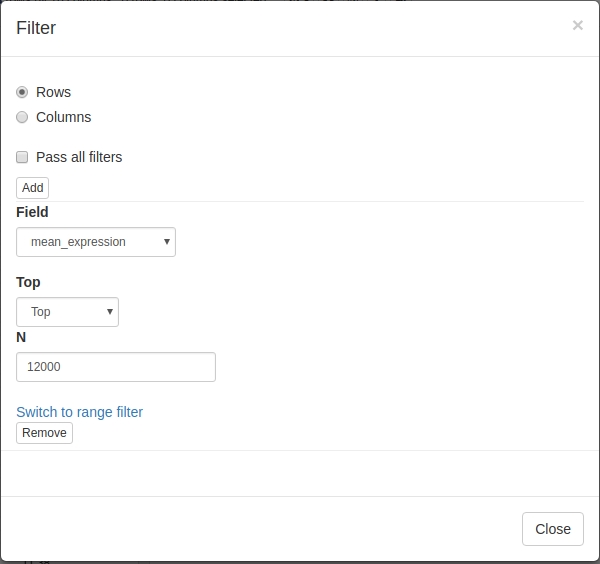 Filter
×
Rows
Columns
Pass all filters
Add
Field
mean_expression
Top
Top
N
12000
Switch to range filter
Remove
Close